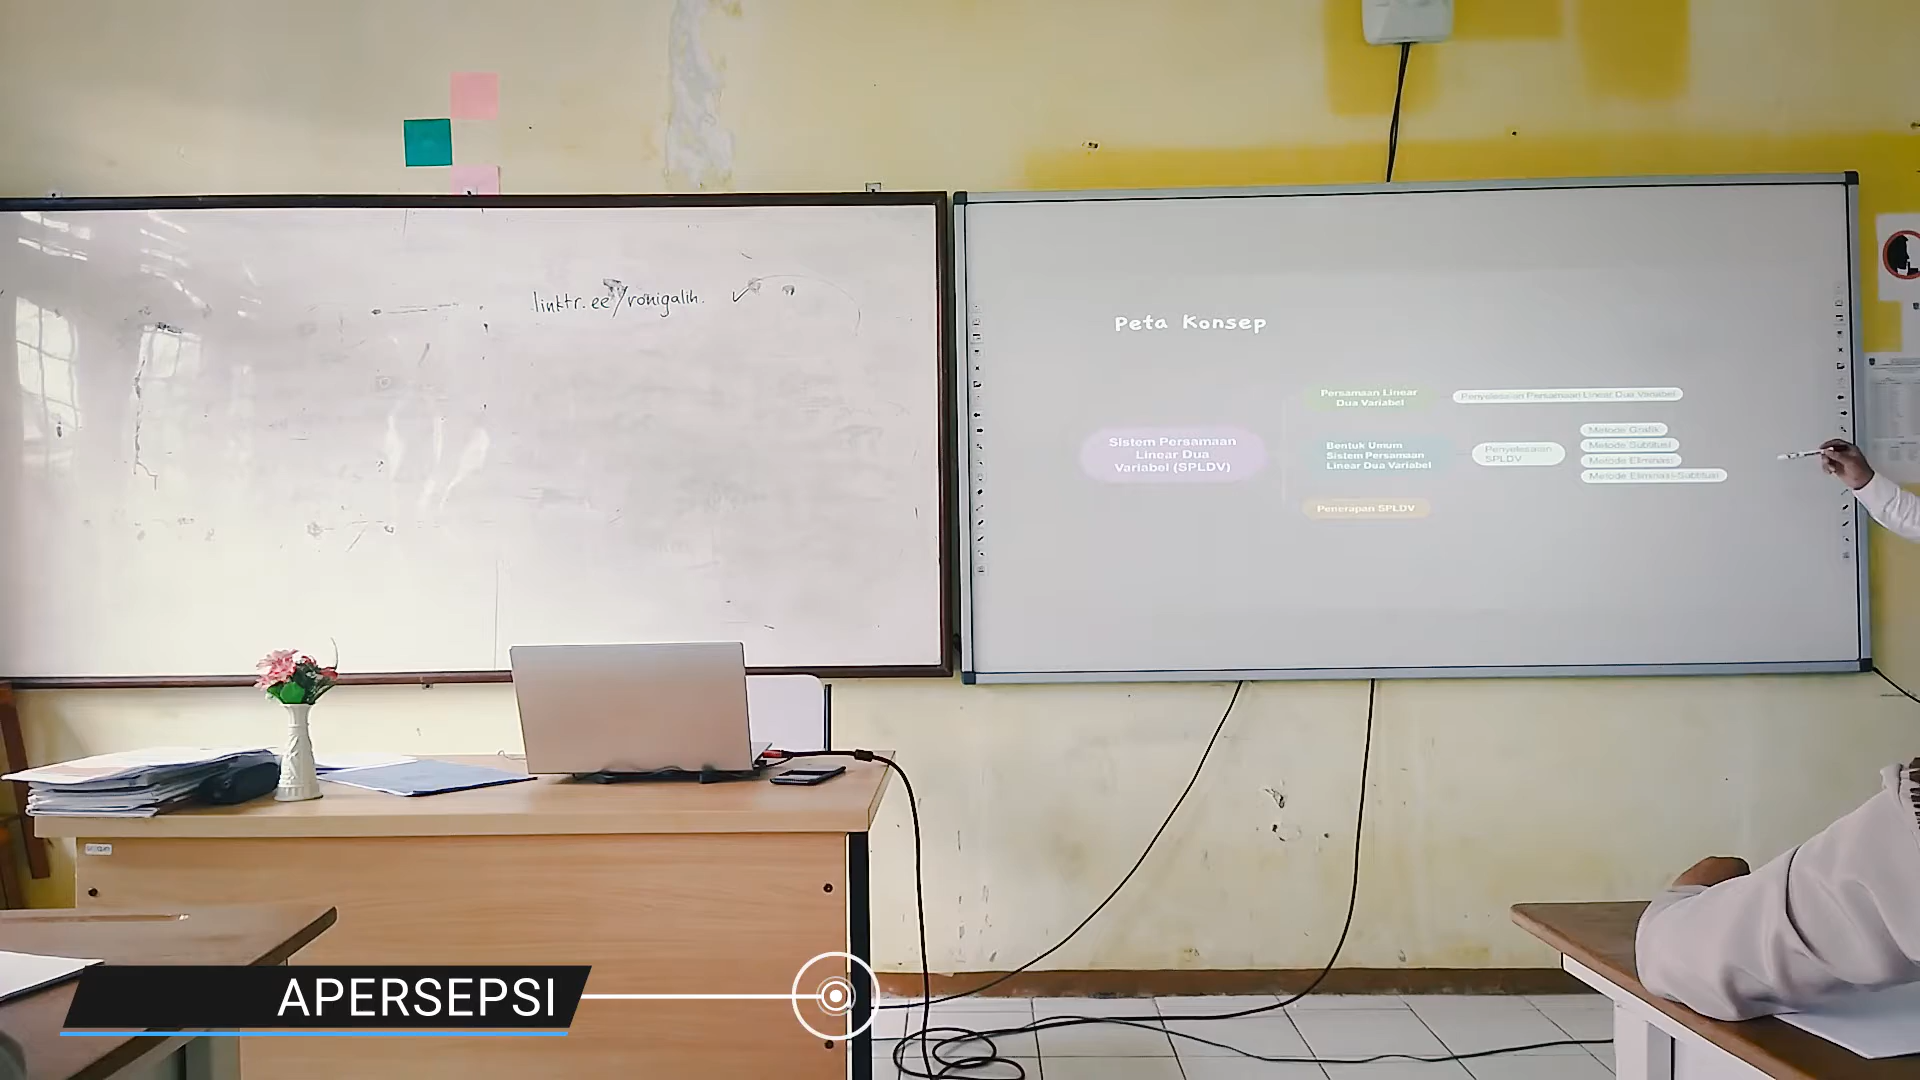 linktr.ee/ronigalih.
Peta Konsep
Sistem Persamaan
Linear Dua
Variabel (SPLDV)
Persamaan Linear
Dua Variabel
Penyelesaian Persamaan Linear Dua Variabel
Bentuk Umum
Sistem Persamaan
Linear Dua Variabel
Penyelesaian
SPLDV
Metode Grafik
Metode Subtitusi
Metode Eliminasi
Metode Eliminasi-Subtitusi
Penerapan SPLDV
APERSEPSI